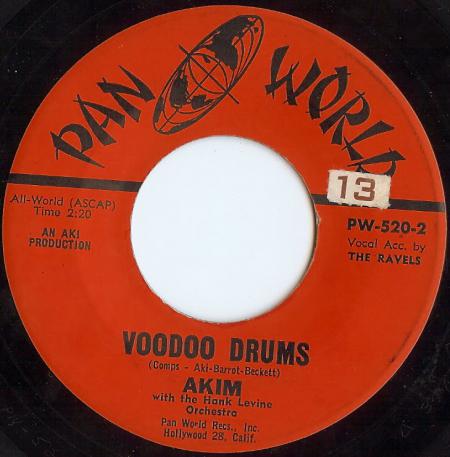 PAN WORLD
13
All-World (ASCAP)
Time 2:20
AN AKI
PRODUCTION
PW-520-2
Vocal Acc. by
THE RAVELS
VOODOO DRUMS
(Comps - Aki-Barrot-Beckett)
AKIM
with the Hank Levine
Orchestra
Pan World Recs., Inc.
Hollywood 28, Calif.